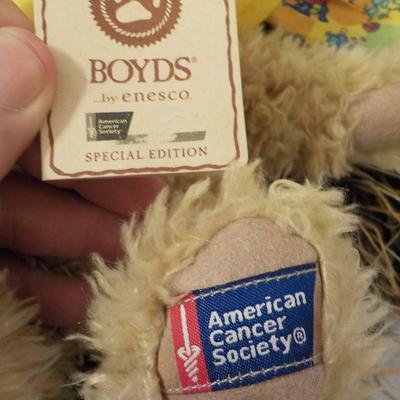 BOYDS®
...by enesco.
American
Cancer
Society
SPECIAL EDITION
American
Cancer
Society®